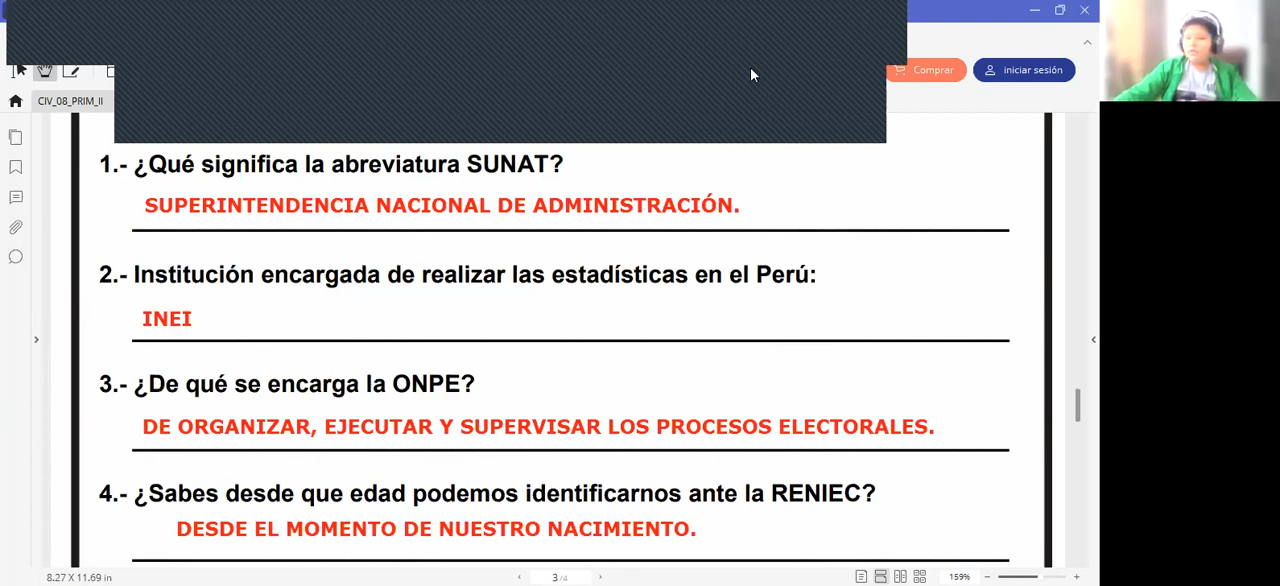 Comprar
iniciar sesión
CIV_08_PRIM_II
1.- ¿Qué significa la abreviatura SUNAT?
SUPERINTENDENCIA NACIONAL DE ADMINISTRACIÓN.
2.- Institución encargada de realizar las estadísticas en el Perú:
INEI
3.- ¿De qué se encarga la ONPE?
DE ORGANIZAR, EJECUTAR Y SUPERVISAR LOS PROCESOS ELECTORALES.
4.- ¿Sabes desde que edad podemos identificarnos ante la RENIEC?
DESDE EL MOMENTO DE NUESTRO NACIMIENTO.
8.27 X 11.69 in
3/4
159%